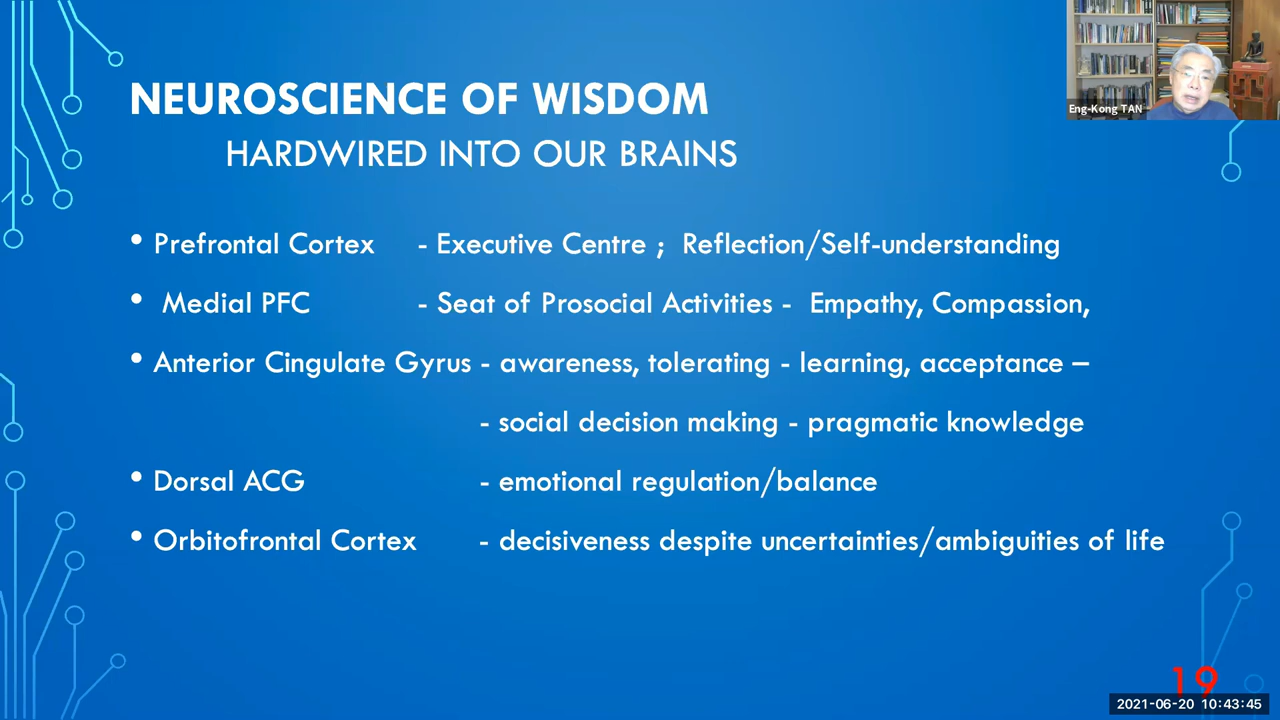 Eng-Kong TAN
NEUROSCIENCE OF WISDOM
HARDWIRED INTO OUR BRAINS
• Prefrontal Cortex - Executive Centre ; Reflection/Self-understanding
• Medial PFC - Seat of Prosocial Activities - Empathy, Compassion,
• Anterior Cingulate Gyrus - awareness, tolerating - learning, acceptance –
- social decision making - pragmatic knowledge
• Dorsal ACG - emotional regulation/balance
• Orbitofrontal Cortex - decisiveness despite uncertainties/ambiguities of life
19
2021-06-20 10:43:45